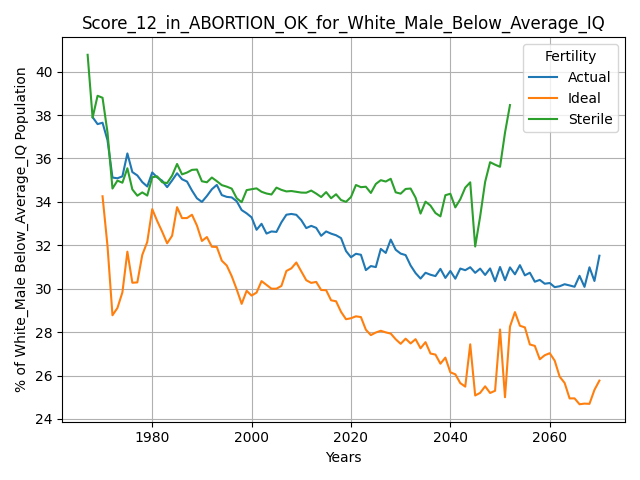 Score_12_in_ABORTION_OK_for_White_Male_Below_Average_IQ
% of White_Male Below_Average_IQ Population
40
38
36
34
32
30
28
26
24
Fertility
Actual
Ideal
Sterile
1980
2000
2020
2040
2060
Years